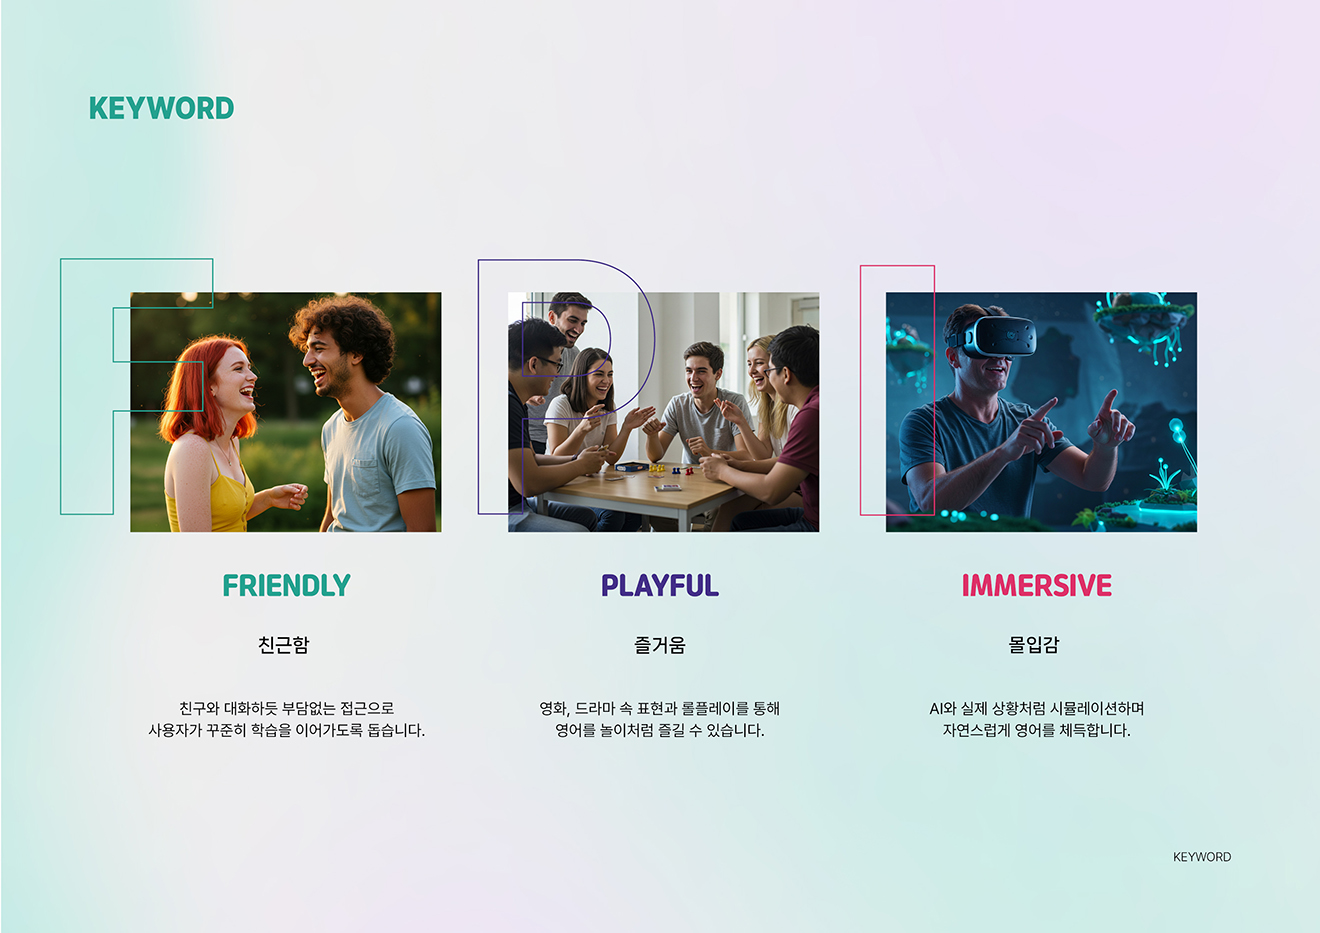 KEYWORD
F
P
I
FRIENDLY
친근함
친구와 대화하듯 부담없는 접근으로
사용자가 꾸준히 학습을 이어가도록 돕습니다.
PLAYFUL
즐거움
영화, 드라마 속 표현과 롤플레이를 통해
영어를 놀이처럼 즐길 수 있습니다.
IMMERSIVE
몰입감
AI와 실제 상황처럼 시뮬레이션하며
자연스럽게 영어를 체득합니다.
KEYWORD